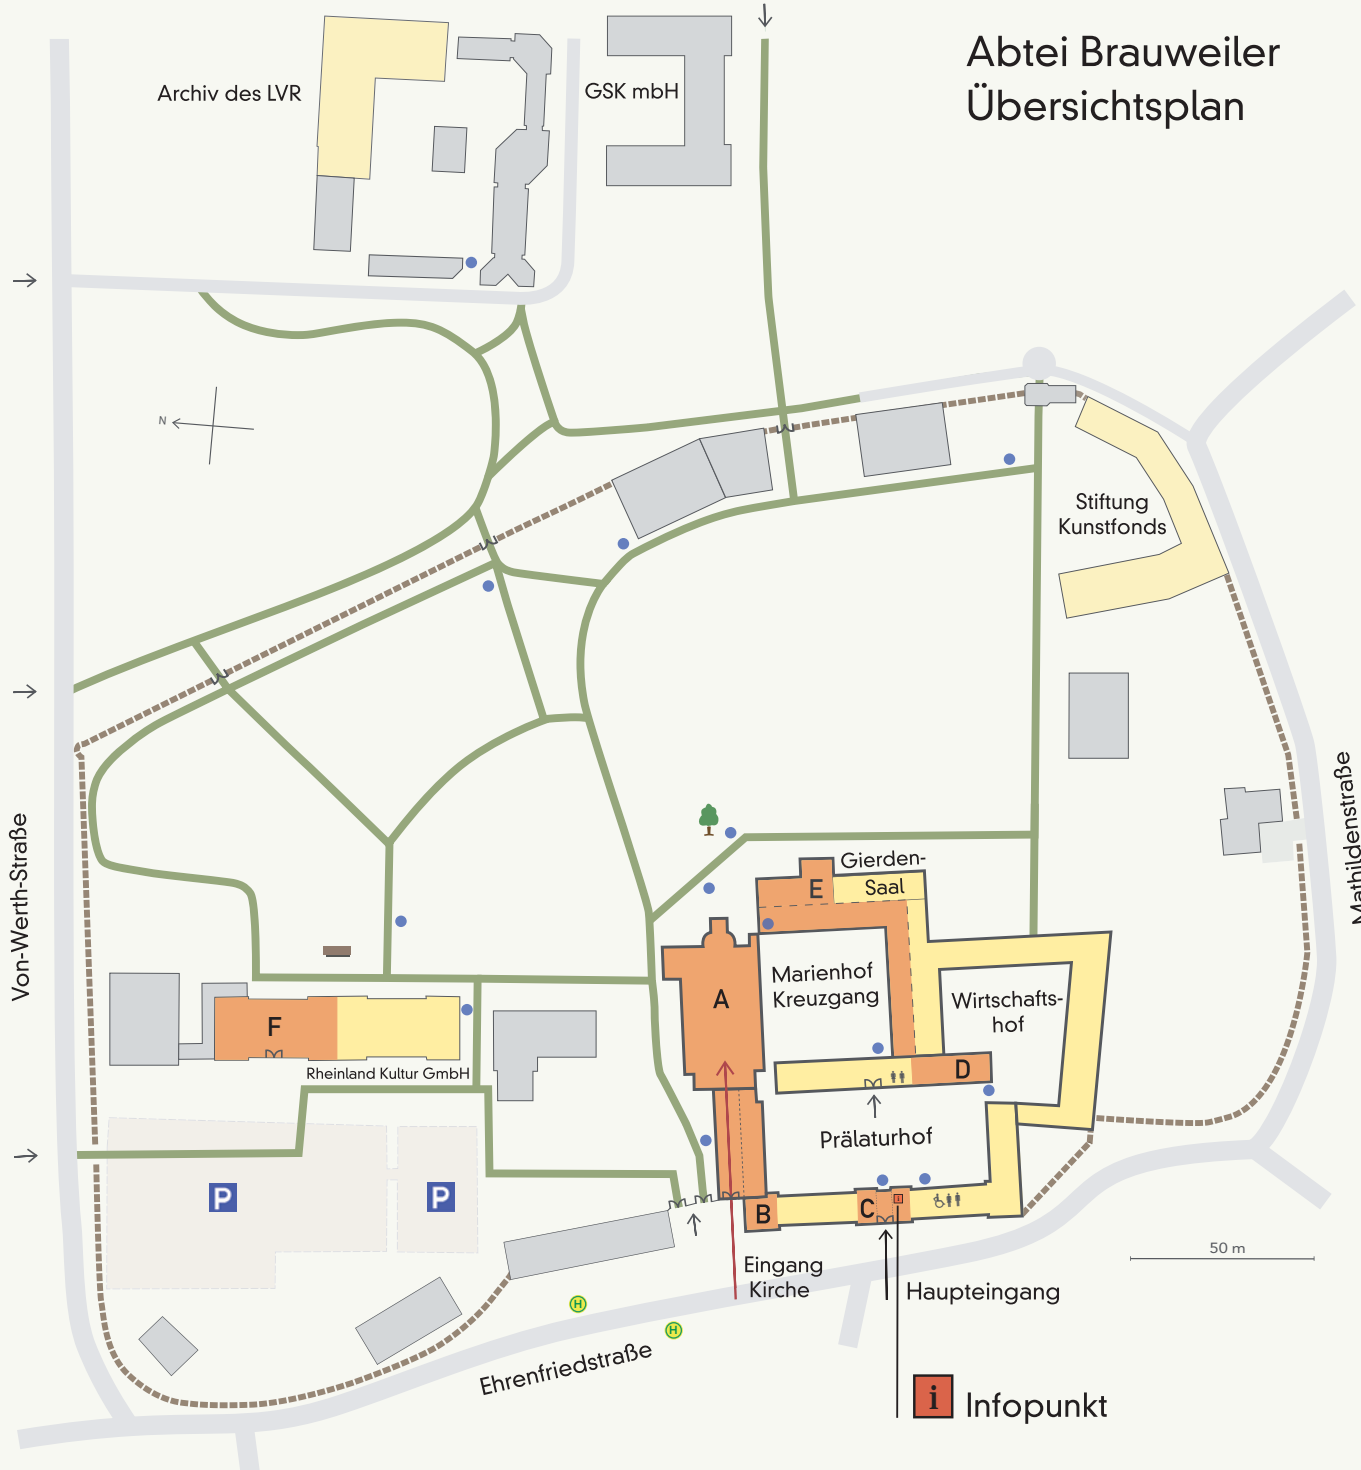 Abtei Brauweiler
Übersichtsplan
Archiv des LVR
GSK mbH
N
Stiftung
Kunstfonds
Von-Werth-Straße
Mathildenstraße
Gierden-
Saal
E
A
Marienhof
Kreuzgang
Wirtschafts-
hof
F
Rheinland Kultur GmbH
D
Prälaturhof
P
P
B
C
i
50 m
Eingang
Kirche
Haupteingang
H
H
Ehrenfriedstraße
i
Infopunkt